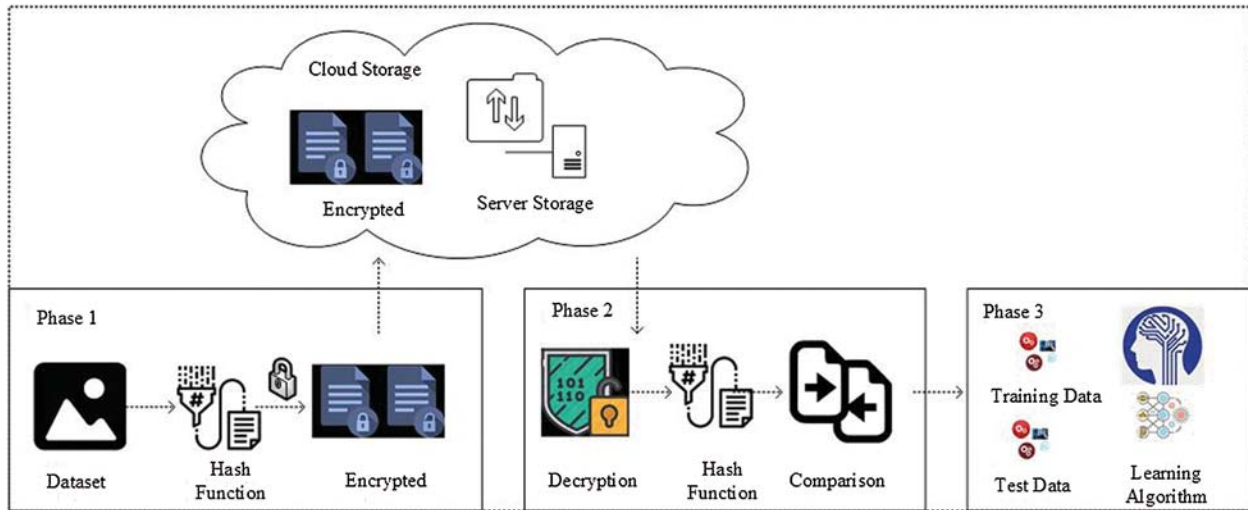 Cloud Storage
Encrypted
Server Storage
Phase 1
#
Dataset
Hash
Function
Encrypted
Phase 2
101
110
#
Decryption
Hash
Function
Comparison
Phase 3
Training Data
Test Data
Learning
Algorithm